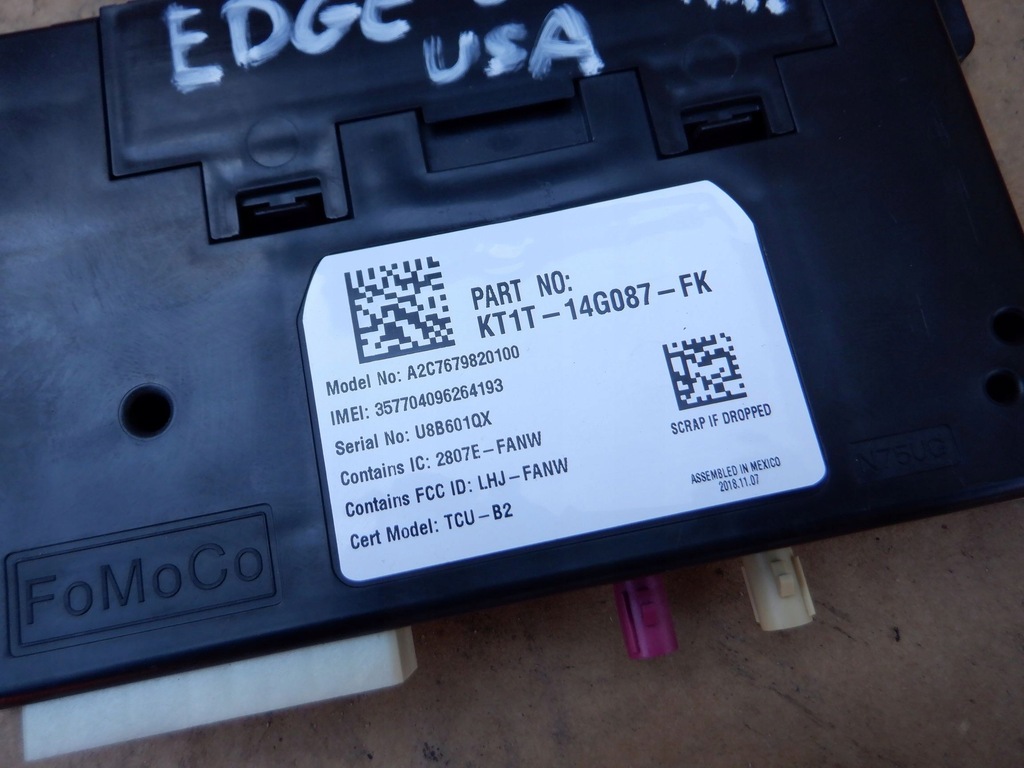 EDGE
USA
PART NO:
KT1T-14G087-FK
Model No: A2C7679820100
IMEI: 357704096264193
Serial No: U8B601QX
Contains IC: 2807E-FANW
Contains FCC ID: LHJ-FANW
Cert Model: TCU-B2
SCRAP IF DROPPED
ASSEMBLED IN MEXICO
2018.11.07
FoMoCo